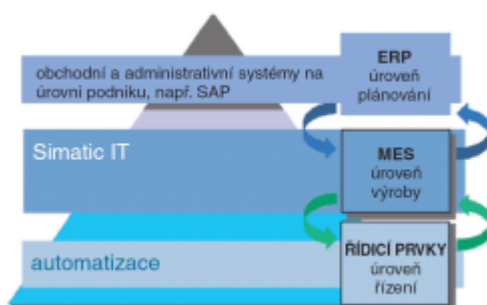 obchodní a administrativní systémy na
úrovni podniku, např. SAP
ERP
úroveň
plánování
Simatic IT
MES
úroveň
výroby
automatizace
ŘÍDICÍ PRVKY
úroveň
řízení